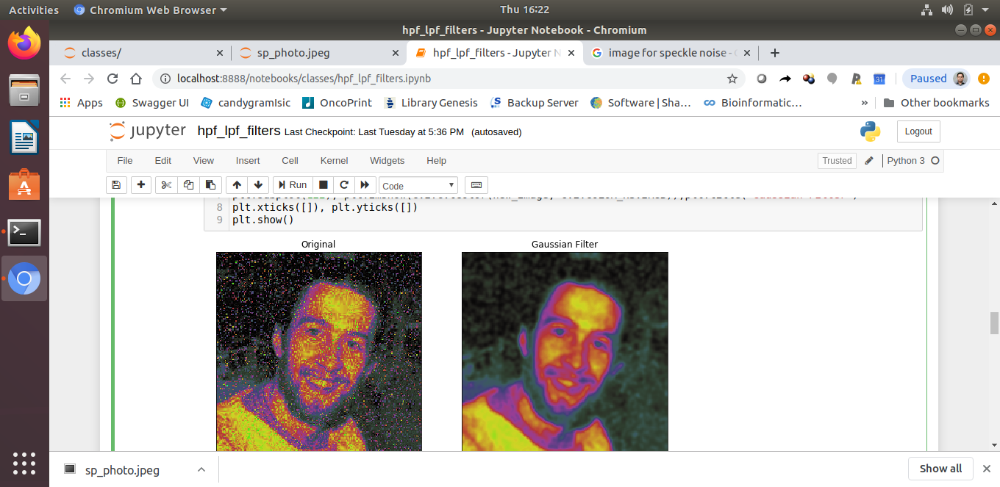 Activities Chromium Web Browser Thu 16:22
hpf_lpf_filters - Jupyter Notebook - Chromium
classes/ sp_photo.jpeg hpf_lpf_filters - Jupyter N image for speckle noise -
localhost:8888/notebooks/classes/hpf_lpf_filters.ipynb Paused
Apps Swagger UI candygramIsic OncoPrint Library Genesis Backup Server Software | Sha… Bioinformatic… » Other bookmarks
jupyter hpf_lpf_filters Last Checkpoint: Last Tuesday at 5:36 PM (autosaved) Logout
File Edit View Insert Cell Kernel Widgets Help Trusted Python 3
Run Code
8 plt.xticks([]), plt.yticks([])
9 plt.show()
Original Gaussian Filter
sp_photo.jpeg Show all